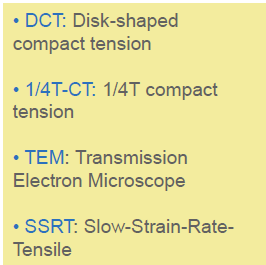 • DCT: Disk-shaped
compact tension
• 1/4T-CT: 1/4T compact
tension
• TEM: Transmission
Electron Microscope
• SSRT: Slow-Strain-Rate-
Tensile